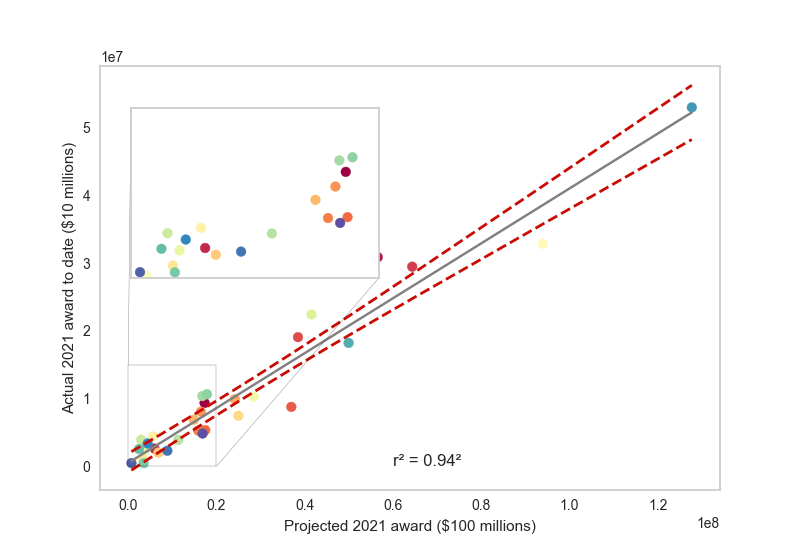 1e7
Actual 2021 award to date ($10 millions)
5
4
3
2
1
0
r² = 0.94²
0.0 0.2 0.4 0.6 0.8 1.0 1.2
Projected 2021 award ($100 millions)
1e8